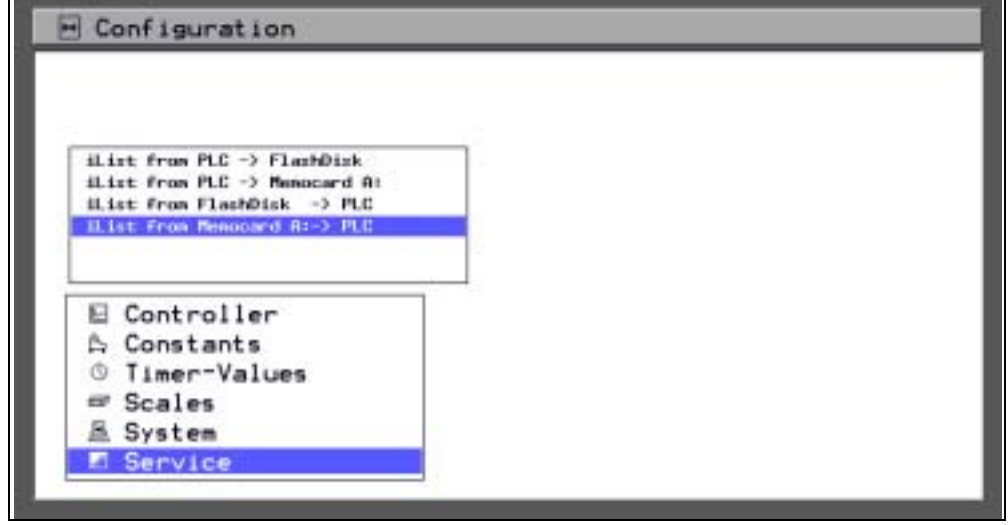 Configuration
iList from PLC -> FlashDisk
iList from PLC -> Memocard A:
iList from FlashDisk -> PLC
iList from Memocard A:-> PLC
Controller
Constants
Timer-Values
Scales
System
Service